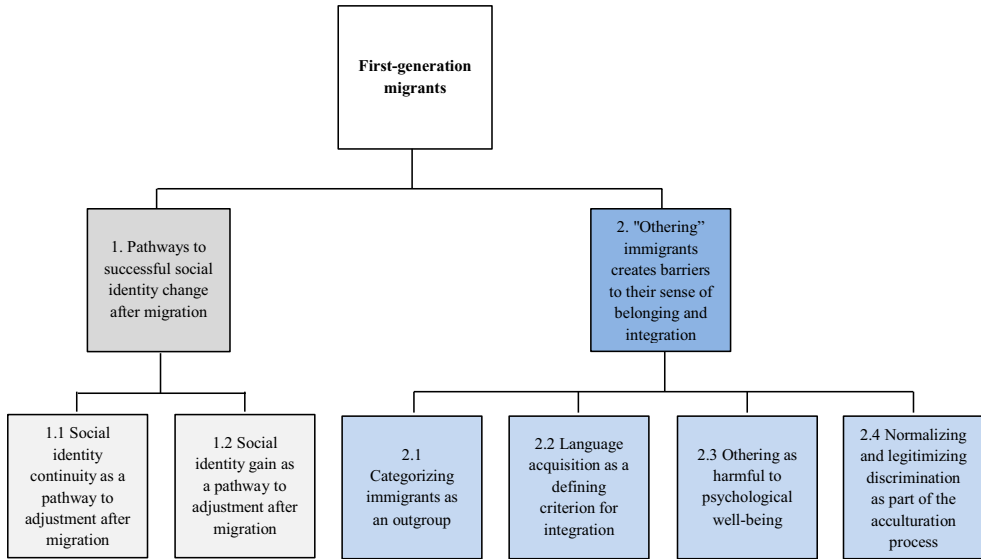 First-generation
migrants
1. Pathways to
successful social
identity change
after migration
2. "Othering”
immigrants
creates barriers
to their sense of
belonging and
integration
1.1 Social
identity
continuity as a
pathway to
adjustment after
migration
1.2 Social
identity gain as
a pathway to
adjustment after
migration
2.1
Categorizing
immigrants as
an outgroup
2.2 Language
acquisition as a
defining
criterion for
integration
2.3 Othering as
harmful to
psychological
well-being
2.4 Normalizing
and legitimizing
discrimination
as part of the
acculturation
process